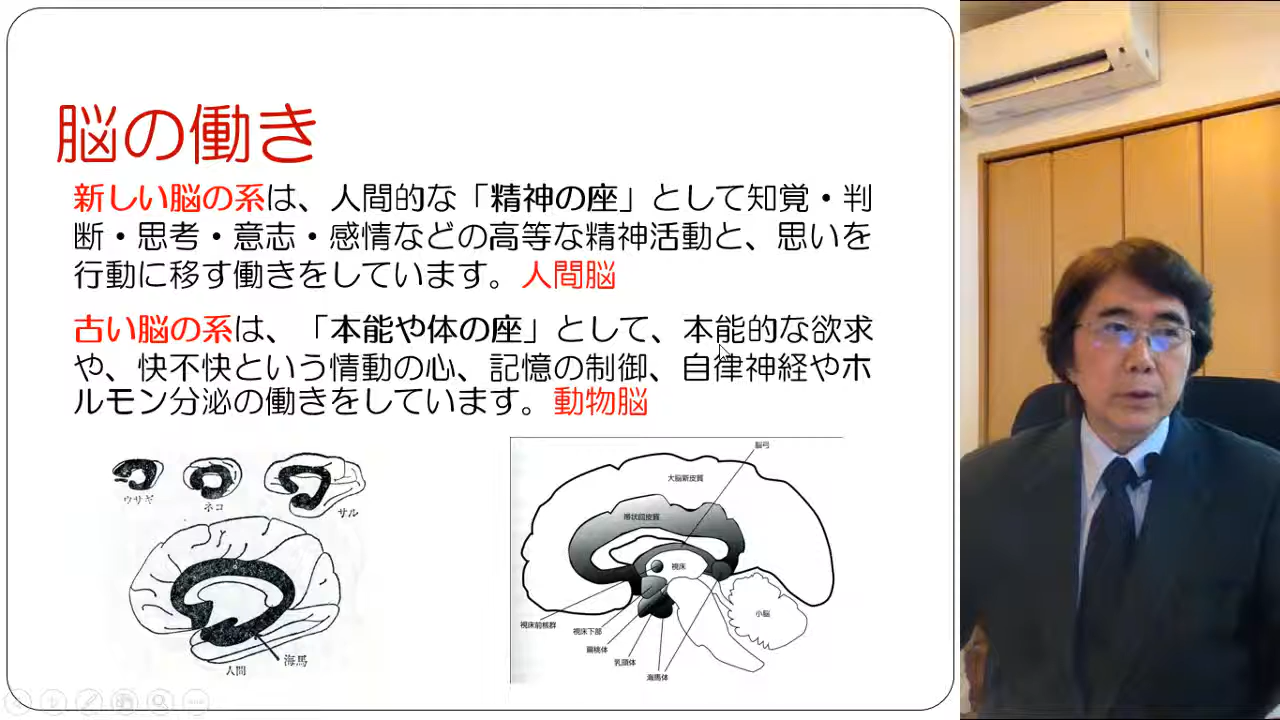 脳の働き
新しい脳の系は、人間的な「精神の座」として知覚・判
断・思考・意志・感情などの高等な精神活動と、思いを
行動に移す働きをしています。人間脳
古い脳の系は、「本能や体の座」として、本能的な欲求
や、快不快という情動の心、記憶の制御、自律神経やホ
ルモン分泌の働きをしています。動物脳
ウサギ
ネコ
サル
人間
海馬
脳弓
大脳新皮質
帯状回皮質
視床
小脳
視床前核群
視床下部
扁桃体
乳頭体
海馬体